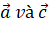 a⃗ và c⃗